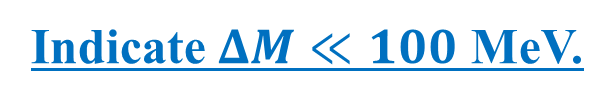 Indicate Δ𝑴 ≪ 𝟏𝟎𝟎 MeV.